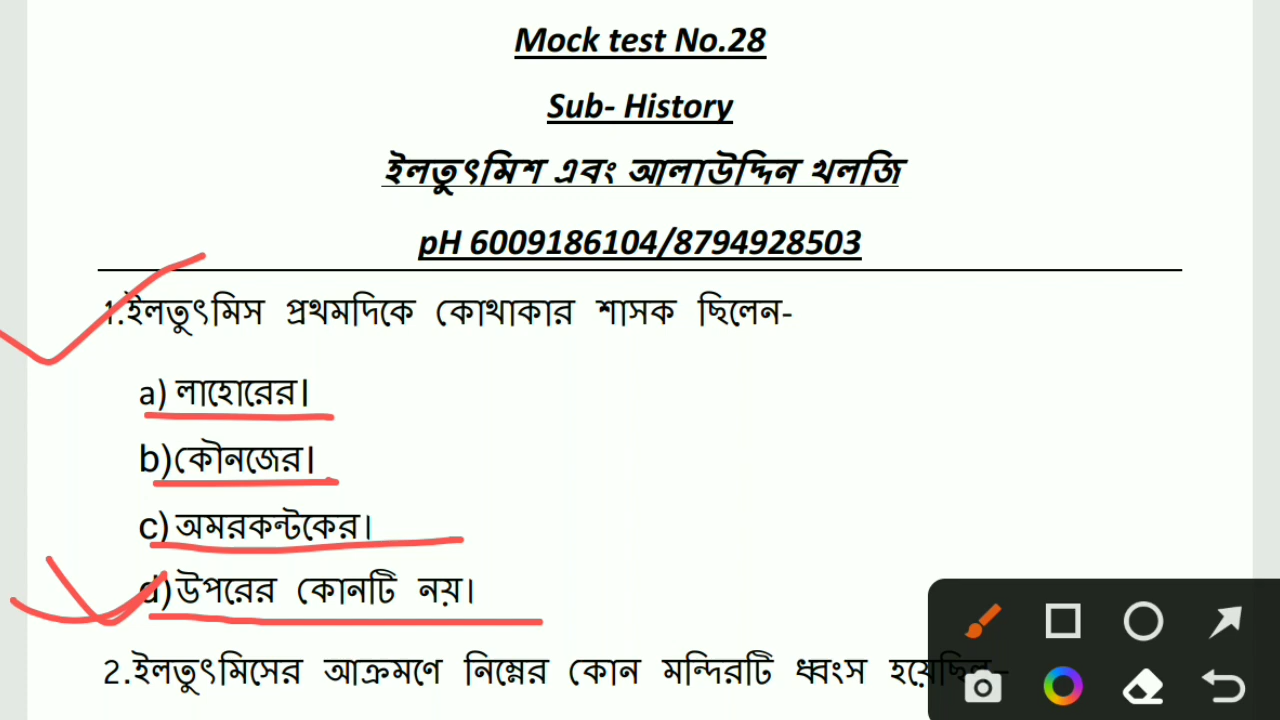 Mock test No.28
Sub- History
ইলতুৎমিশ এবং আলাউদ্দিন খলজি
pH 6009186104/8794928503
1.ইলতুৎমিস প্রথমদিকে কোথাকার শাসক ছিলেন-
a) লাহোরের।
b)কৌনজের।
c) অমরকন্টকের।
d)উপরের কোনটি নয়।
2.ইলতুৎমিসের আক্রমণে নিম্নের কোন মন্দিরটি ধ্বংস হয়েছিল-